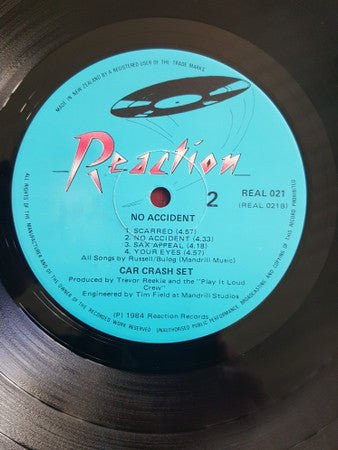 MADE IN NEW ZEALAND BY A REGISTERED USER OF THE TRADE MARKS
Reaction
2
REAL 021
(REAL 021B)
NO ACCIDENT
1. SCARRED (4.57)
2. NO ACCIDENT (4.33)
3. SAX APPEAL (4.18)
4. YOUR EYES (4.57)
All Songs by Russell/Bulog (Mandrill Music)
CAR CRASH SET
Produced by Trevor Reekie and the "Play It Loud
Crew"
Engineered by Tim Field at Mandrill Studios
(P) 1984 Reaction Records
ALL RIGHTS OF THE MANUFACTURER AND OF THE OWNER OF THE RECORDED WORK RESERVED UNAUTHORISED PUBLIC PERFORMANCE, BROADCASTING AND COPYING OF THIS RECORD PROHIBITED